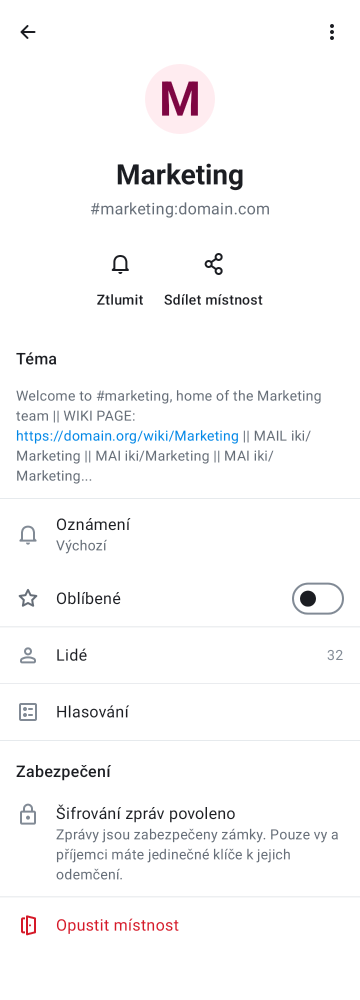 M
Marketing
#marketing:domain.com
Ztlumit
Sdílet místnost
Téma
Welcome to #marketing, home of the Marketing
team || WIKI PAGE:
https://domain.org/wiki/Marketing || MAIL iki/
Marketing || MAI iki/Marketing || MAI iki/
Marketing...
Oznámení
Výchozí
Oblíbené
Lidé 32
Hlasování
Zabezpečení
Šifrování zpráv povoleno
Zprávy jsou zabezpečeny zámky. Pouze vy a
příjemci máte jedinečné klíče k jejich
odemčení.
Opustit místnost